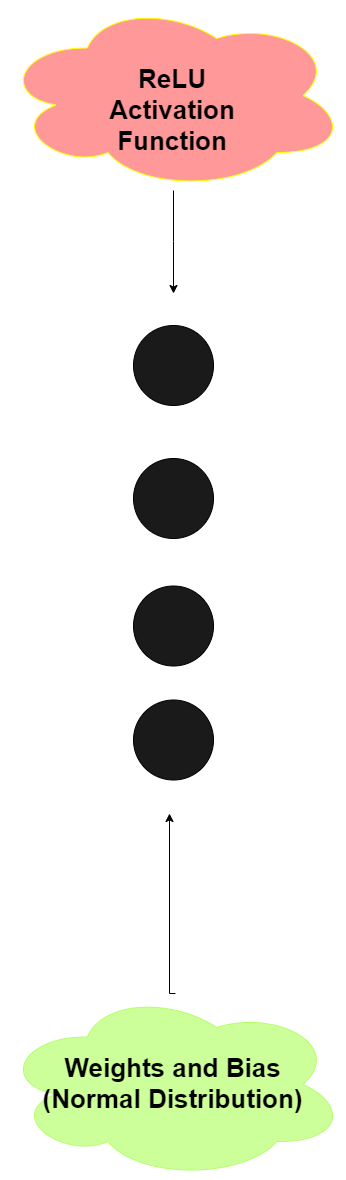 ReLU
Activation
Function
Weights and Bias
(Normal Distribution)